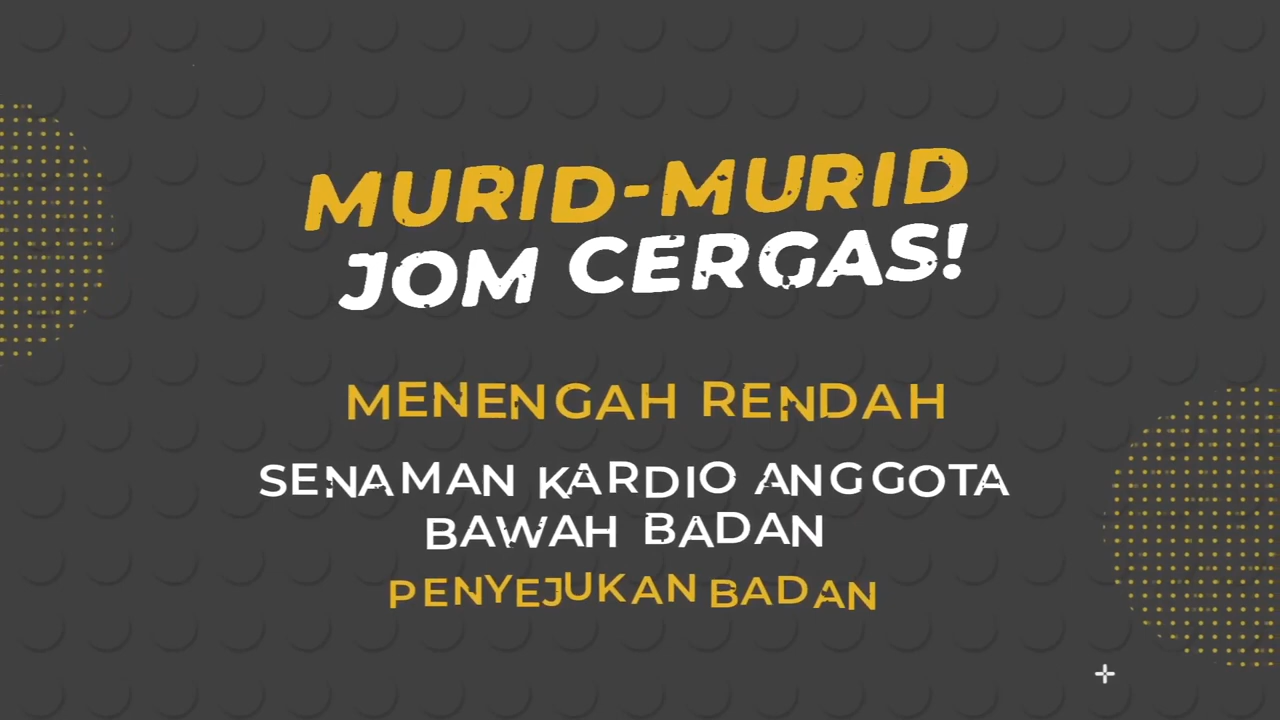 MURID-MURID
JOM CERGAS!
MENENGAH RENDAH
SENAMAN KARDIO ANGGOTA
BAWAH BADAN
PENYEJUKAN BADAN